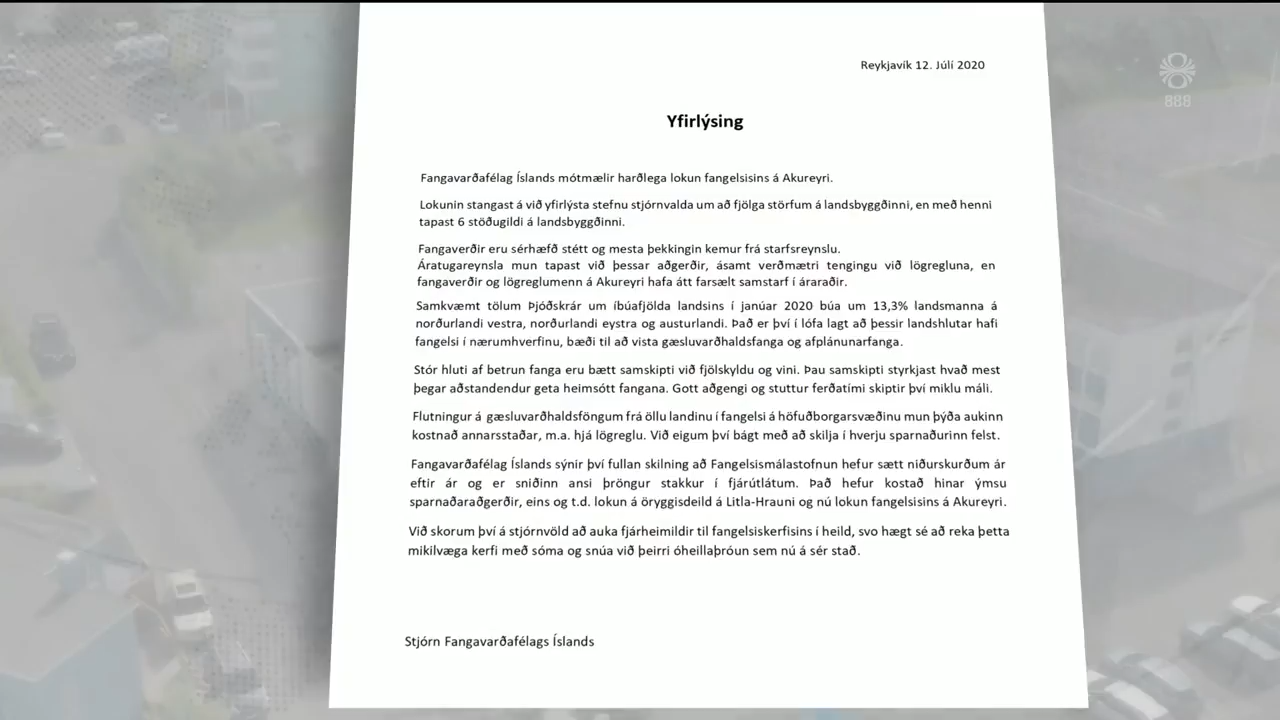 Reykjavík 12. Júlí 2020
888
Yfirlýsing
Fangavarðafélag Íslands mótmælir harðlega lokun fangelsisins á Akureyri.
Lokunin stangast á við yfirlýsta stefnu stjórnvalda um að fjölga störfum á landsbyggðinni, en með henni
tapast 6 stöðugildi á landsbyggðinni.
Fangaverðir eru sérhæfð stétt og mesta þekkingin kemur frá starfsreynslu.
Áratugareynsla mun tapast við þessar aðgerðir, ásamt verðmætri tengingu við lögregluna, en
fangaverðir og lögreglumenn á Akureyri hafa átt farsælt samstarf í áraraðir.
Samkvæmt tölum Þjóðskrár um íbúafjölda landsins í janúar 2020 búa um 13,3% landsmanna á
norðurlandi vestra, norðurlandi eystra og austurlandi. Það er því í lófa lagt að þessir landshlutar hafi
fangelsi í nærumhverfinu, bæði til að vista gæsluvarðhaldsfanga og afplánunarfanga.
Stór hluti af betrun fanga eru bætt samskipti við fjölskyldu og vini. Þau samskipti styrkjast hvað mest
þegar aðstandendur geta heimsótt fangana. Gott aðgengi og stuttur ferðatími skiptir því miklu máli.
Flutningur á gæsluvarðhaldsföngum frá öllu landinu í fangelsi á höfuðborgarsvæðinu mun þýða aukinn
kostnað annarsstaðar, m.a. hjá lögreglu. Við eigum því bágt með að skilja í hverju sparnaðurinn felst.
Fangavarðafélag Íslands sýnir því fullan skilning að Fangelsismálastofnun hefur sætt niðurskurðum ár
eftir ár og er sniðinn ansi þröngur stakkur í fjárútlátum. Það hefur kostað hinar ýmsu
sparnaðaraðgerðir, eins og t.d. lokun á öryggisdeild á Litla-Hrauni og nú lokun fangelsisins á Akureyri.
Við skorum því á stjórnvöld að auka fjárheimildir til fangelsiskerfisins í heild, svo hægt sé að reka þetta
mikilvæga kerfi með sóma og snúa við þeirri óheillaþróun sem nú á sér stað.
Stjórn Fangavarðafélags Íslands